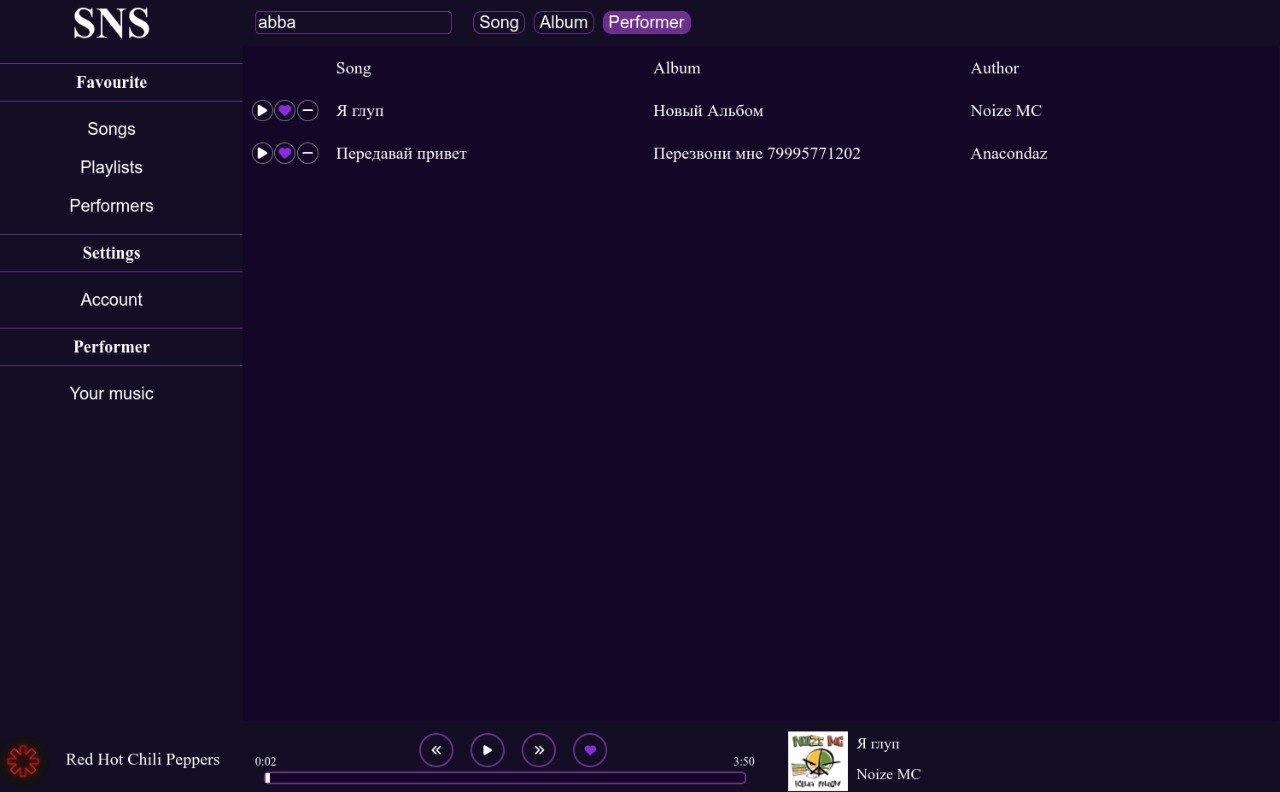 SNS
abba Song Album Performer
Favourite
Songs
Playlists
Performers
Settings
Account
Performer
Your music
Song Album Author
Я глуп Новый Альбом Noize MC
Передавай привет Перезвони мне 79995771202 Anacondaz
Red Hot Chili Peppers
0:02 3:50
NOIZE MC
Я глуп
Noize MC